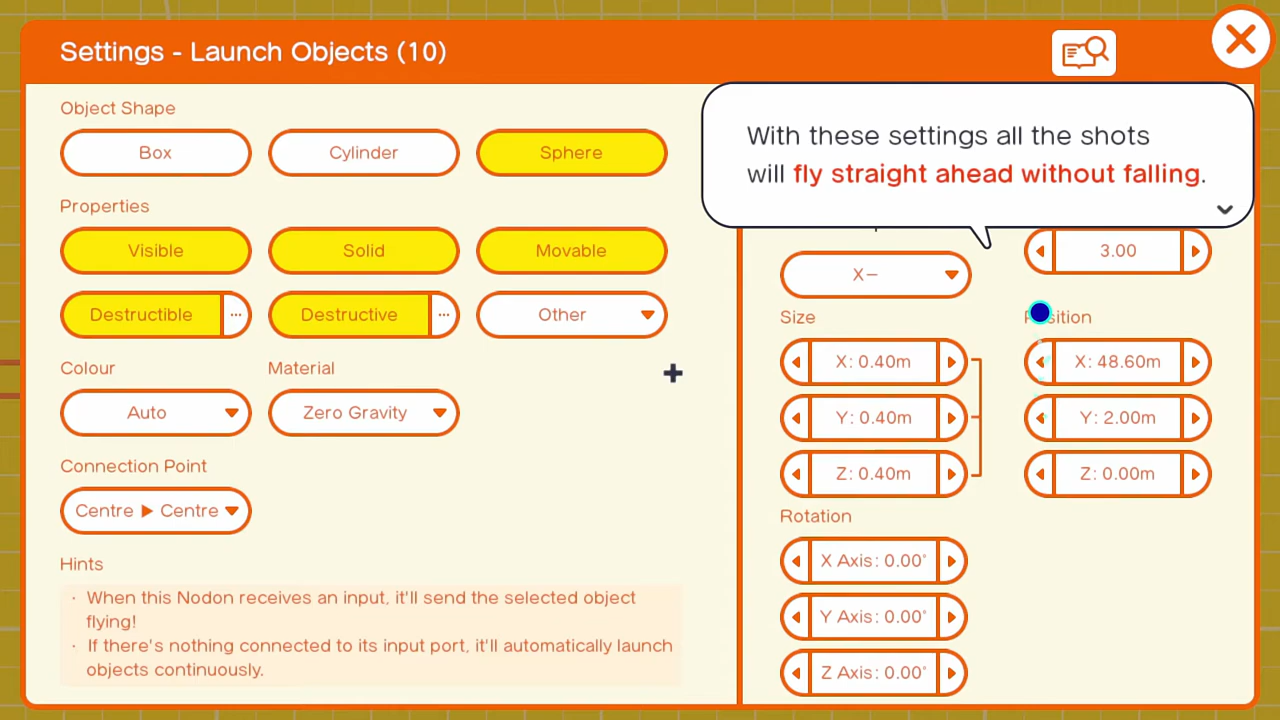 Settings - Launch Objects (10)
With these settings all the shots
will fly straight ahead without falling.
Object Shape
Box
Cylinder
Sphere
Properties
Visible
Solid
Movable
Destructible
Destructive
Other
Colour
Material
Auto
Zero Gravity
Connection Point
Centre ▶ Centre
Hints
· When this Nodon receives an input, it'll send the selected object
flying!
· If there's nothing connected to its input port, it'll automatically launch
objects continuously.
X-
3.00
Size
X: 0.40m
Y: 0.40m
Z: 0.40m
Position
X: 48.60m
Y: 2.00m
Z: 0.00m
Rotation
X Axis: 0.00°
Y Axis: 0.00°
Z Axis: 0.00°